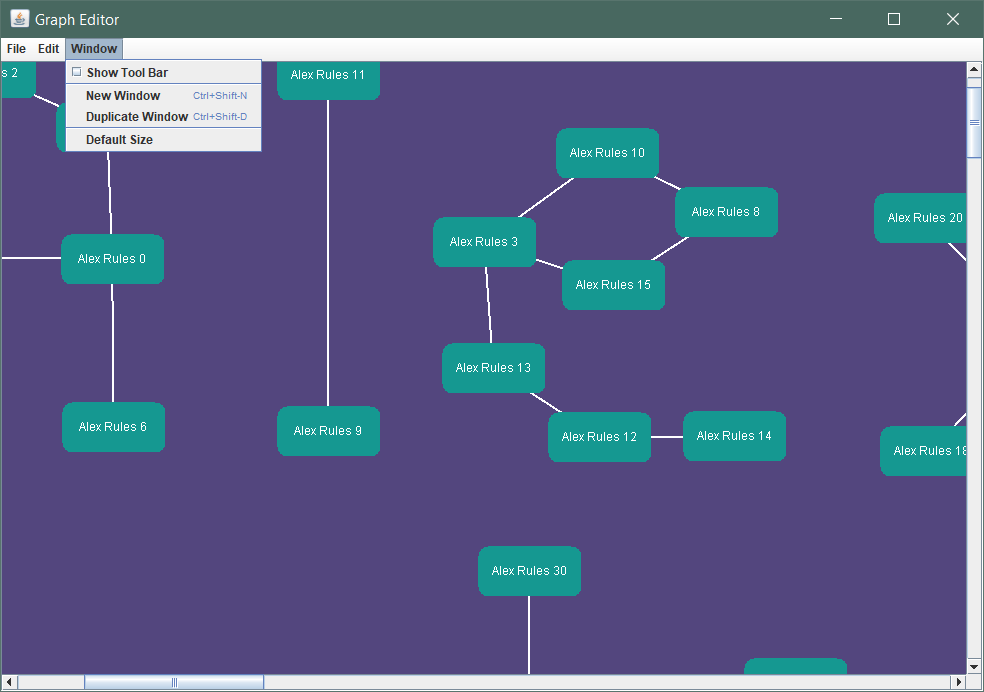 Graph Editor
File Edit Window
Show Tool Bar
New Window Ctrl+Shift-N
Duplicate Window Ctrl+Shift-D
Default Size
s 2
Alex Rules 11
Alex Rules 10
Alex Rules 8
Alex Rules 20
Alex Rules 3
Alex Rules 0
Alex Rules 15
Alex Rules 13
Alex Rules 6
Alex Rules 9
Alex Rules 12
Alex Rules 14
Alex Rules 18
Alex Rules 30